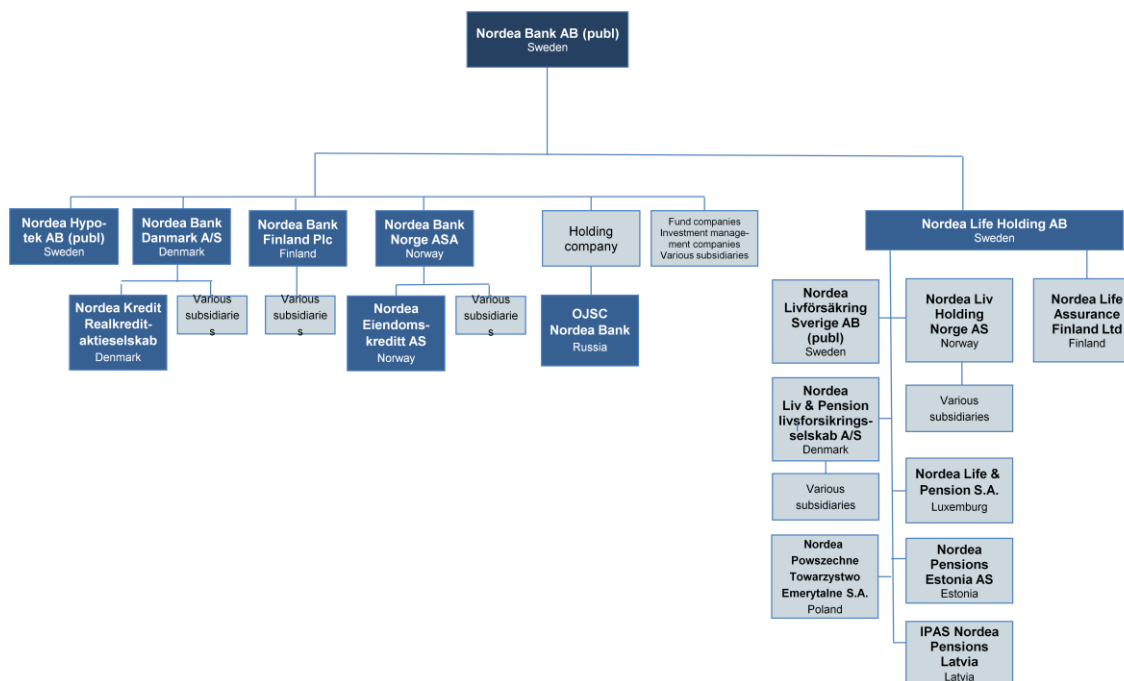 Nordea Bank AB (publ)
Sweden
Nordea Hypo-
tek AB (publ)
Sweden
Nordea Bank
Danmark A/S
Denmark
Nordea Bank
Finland Plc
Finland
Nordea Bank
Norge ASA
Norway
Holding
company
Fund companies
Investment manage-
ment companies
Various subsidiaries
Nordea Life Holding AB
Sweden
Nordea Kredit
Realkredit-
aktieselskab
Denmark
Various
subsidiarie
s
Various
subsidiarie
s
Nordea
Eiendoms-
kreditt AS
Norway
Various
subsidiarie
s
OJSC
Nordea Bank
Russia
Nordea
Livförsäkring
Sverige AB
(publ)
Sweden
Nordea Liv
Holding
Norge AS
Norway
Nordea Life
Assurance
Finland Ltd
Finland
Nordea
Liv & Pension
livsforsikrings-
selskab A/S
Denmark
Various
subsidiaries
Various
subsidiaries
Nordea Life &
Pension S.A.
Luxemburg
Nordea
Powszechne
Towarzystwo
Emerytalne S.A.
Poland
Nordea
Pensions
Estonia AS
Estonia
IPAS Nordea
Pensions
Latvia
Latvia